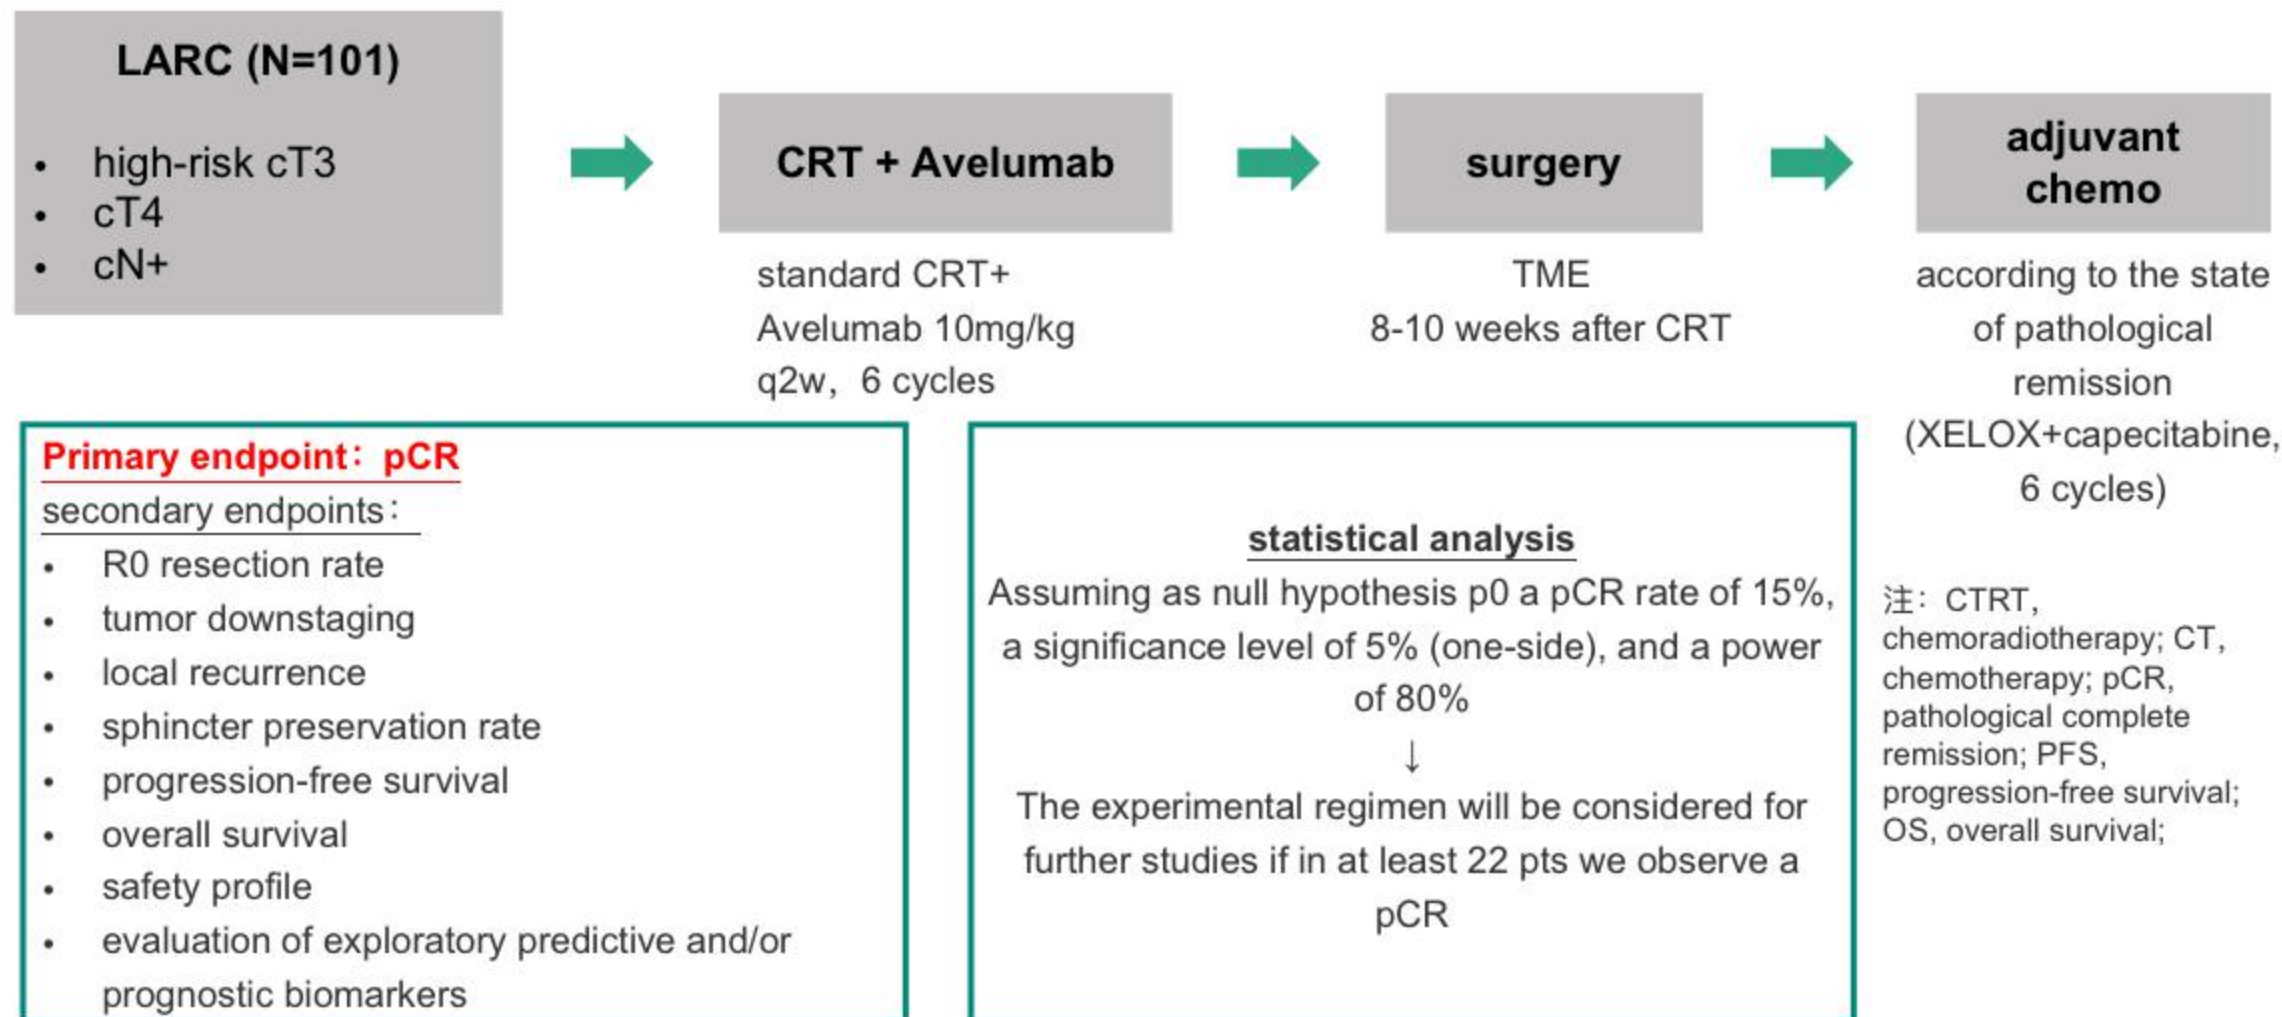 LARC (N=101)
• high-risk cT3
• cT4
• cN+
CRT + Avelumab
standard CRT+
Avelumab 10mg/kg
q2w，6 cycles
surgery
TME
8-10 weeks after CRT
adjuvant
chemo
according to the state
of pathological
remission
(XELOX+capecitabine,
6 cycles)
Primary endpoint：pCR
secondary endpoints：
• R0 resection rate
• tumor downstaging
• local recurrence
• sphincter preservation rate
• progression-free survival
• overall survival
• safety profile
• evaluation of exploratory predictive and/or
prognostic biomarkers
statistical analysis
Assuming as null hypothesis p0 a pCR rate of 15%,
a significance level of 5% (one-side), and a power
of 80%
↓
The experimental regimen will be considered for
further studies if in at least 22 pts we observe a
pCR
注：CTRT,
chemoradiotherapy; CT,
chemotherapy; pCR,
pathological complete
remission; PFS,
progression-free survival;
OS, overall survival;